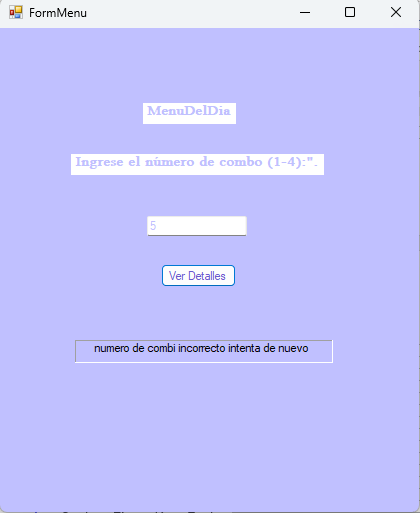 FormMenu
MenuDelDia
Ingrese el número de combo (1-4):".
5
Ver Detalles
numero de combi incorrecto intenta de nuevo